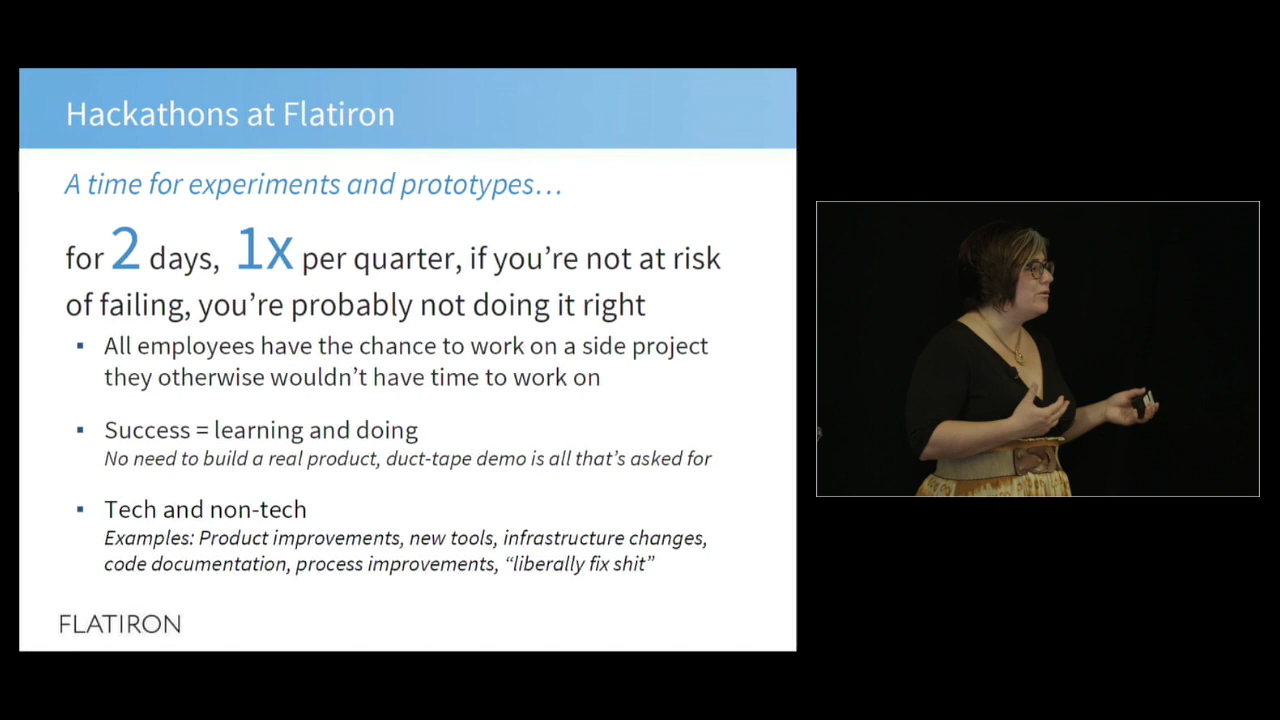 Hackathons at Flatiron
A time for experiments and prototypes…
for 2 days, 1x per quarter, if you’re not at risk
of failing, you’re probably not doing it right
▪ All employees have the chance to work on a side project
they otherwise wouldn’t have time to work on
▪ Success = learning and doing
No need to build a real product, duct-tape demo is all that’s asked for
▪ Tech and non-tech
Examples: Product improvements, new tools, infrastructure changes,
code documentation, process improvements, “liberally fix shit”
FLATIRON